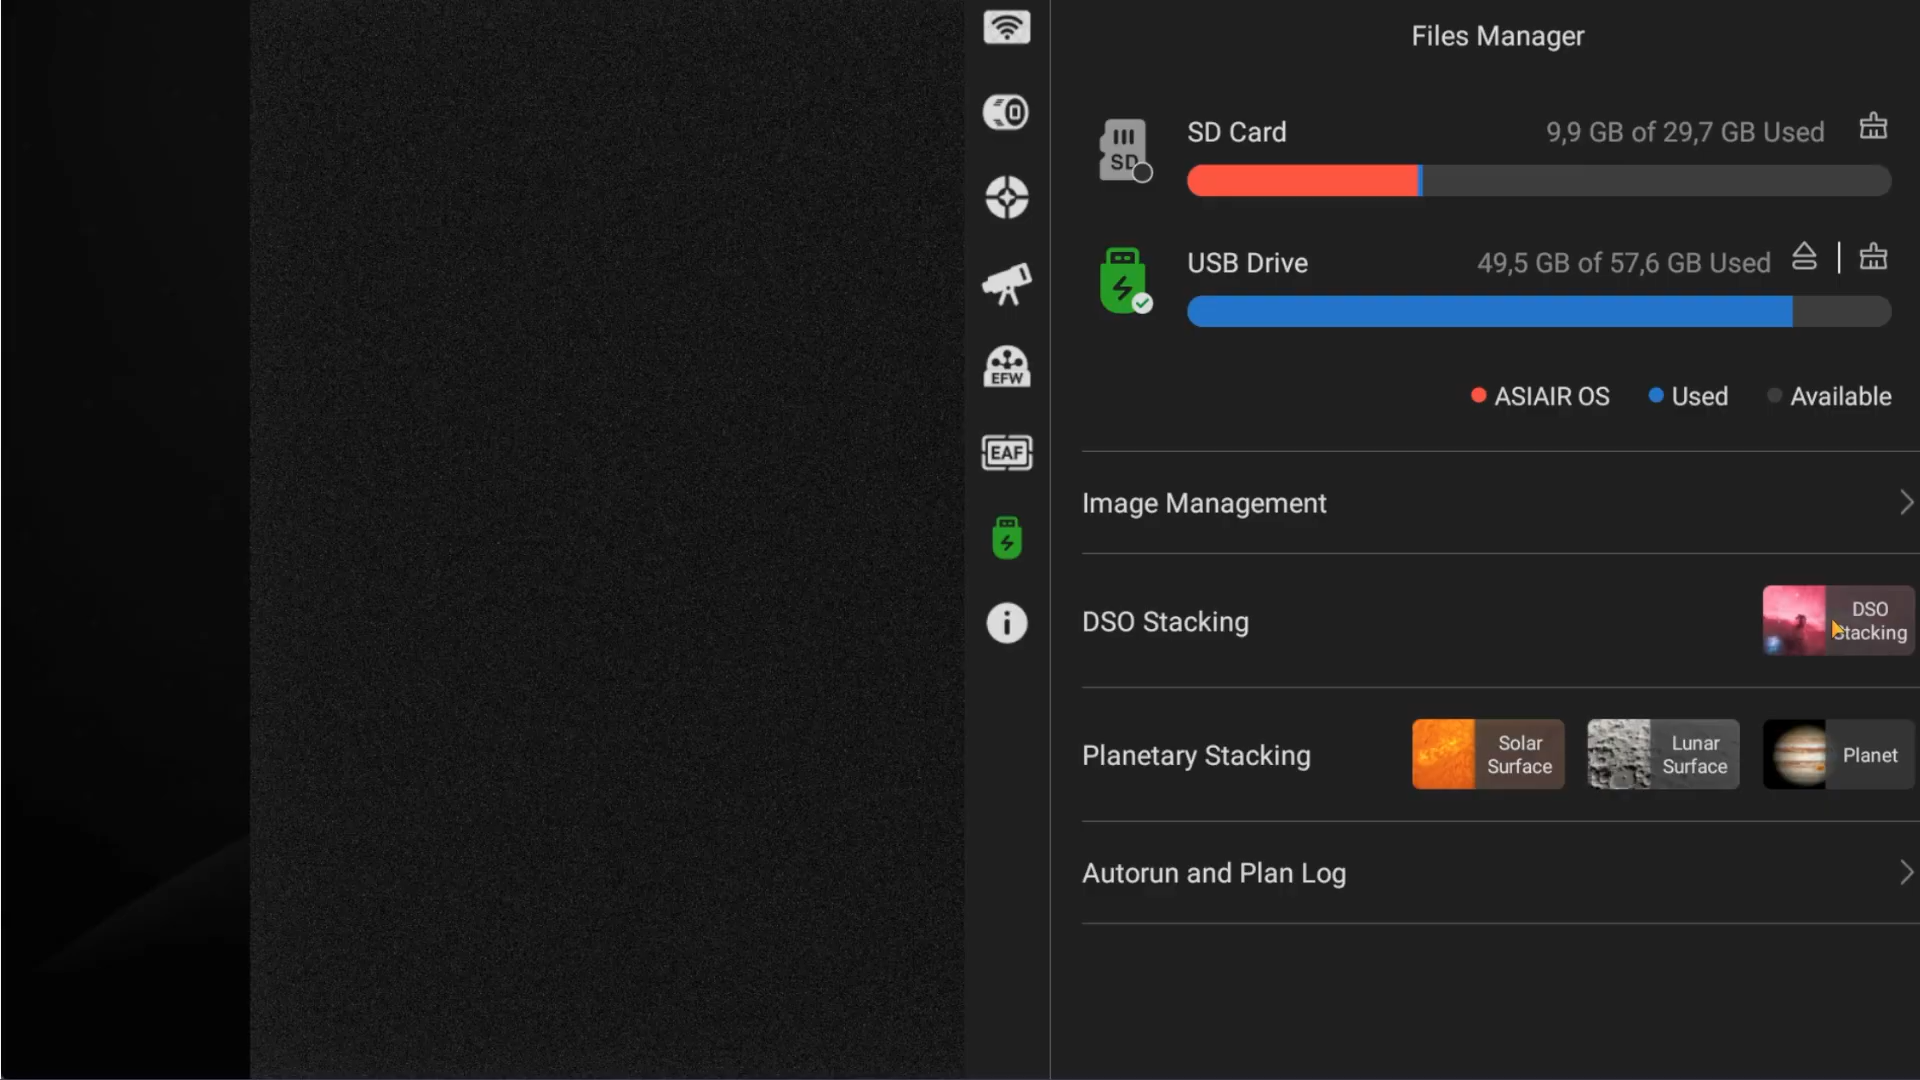 Files Manager
SD
SD Card
9,9 GB of 29,7 GB Used
USB Drive
49,5 GB of 57,6 GB Used
ASIAIR OS
Used
Available
EFW
EAF
Image Management
DSO Stacking
DSO
Stacking
Planetary Stacking
Solar
Surface
Lunar
Surface
Planet
Autorun and Plan Log